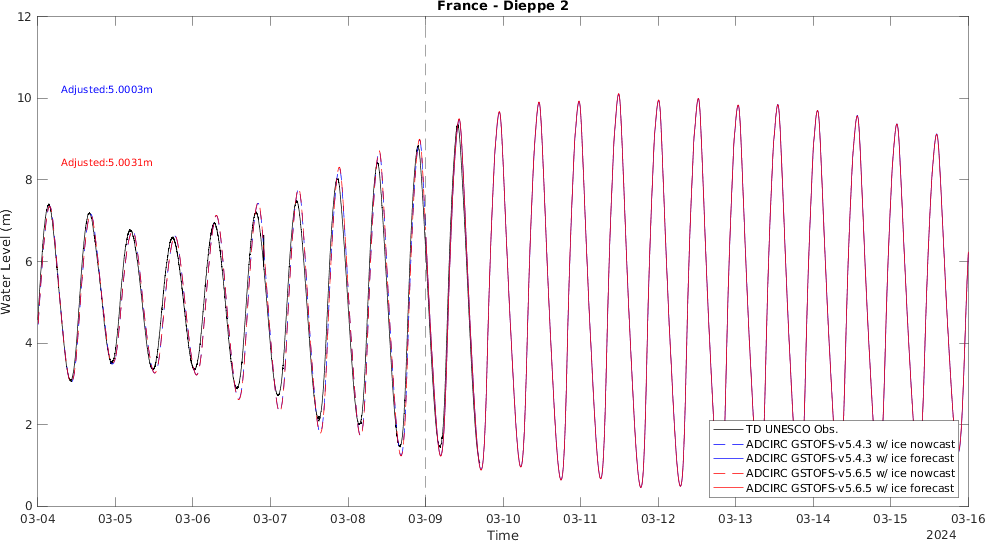 France - Dieppe 2
12
10
8
6
4
2
0
Water Level (m)
Adjusted:5.0003m
Adjusted:5.0031m
TD UNESCO Obs.
ADCIRC GSTOFS-v5.4.3 w/ ice nowcast
ADCIRC GSTOFS-v5.4.3 w/ ice forecast
ADCIRC GSTOFS-v5.6.5 w/ ice nowcast
ADCIRC GSTOFS-v5.6.5 w/ ice forecast
03-04 03-05 03-06 03-07 03-08 03-09 03-10 03-11 03-12 03-13 03-14 03-15 03-16
Time
2024